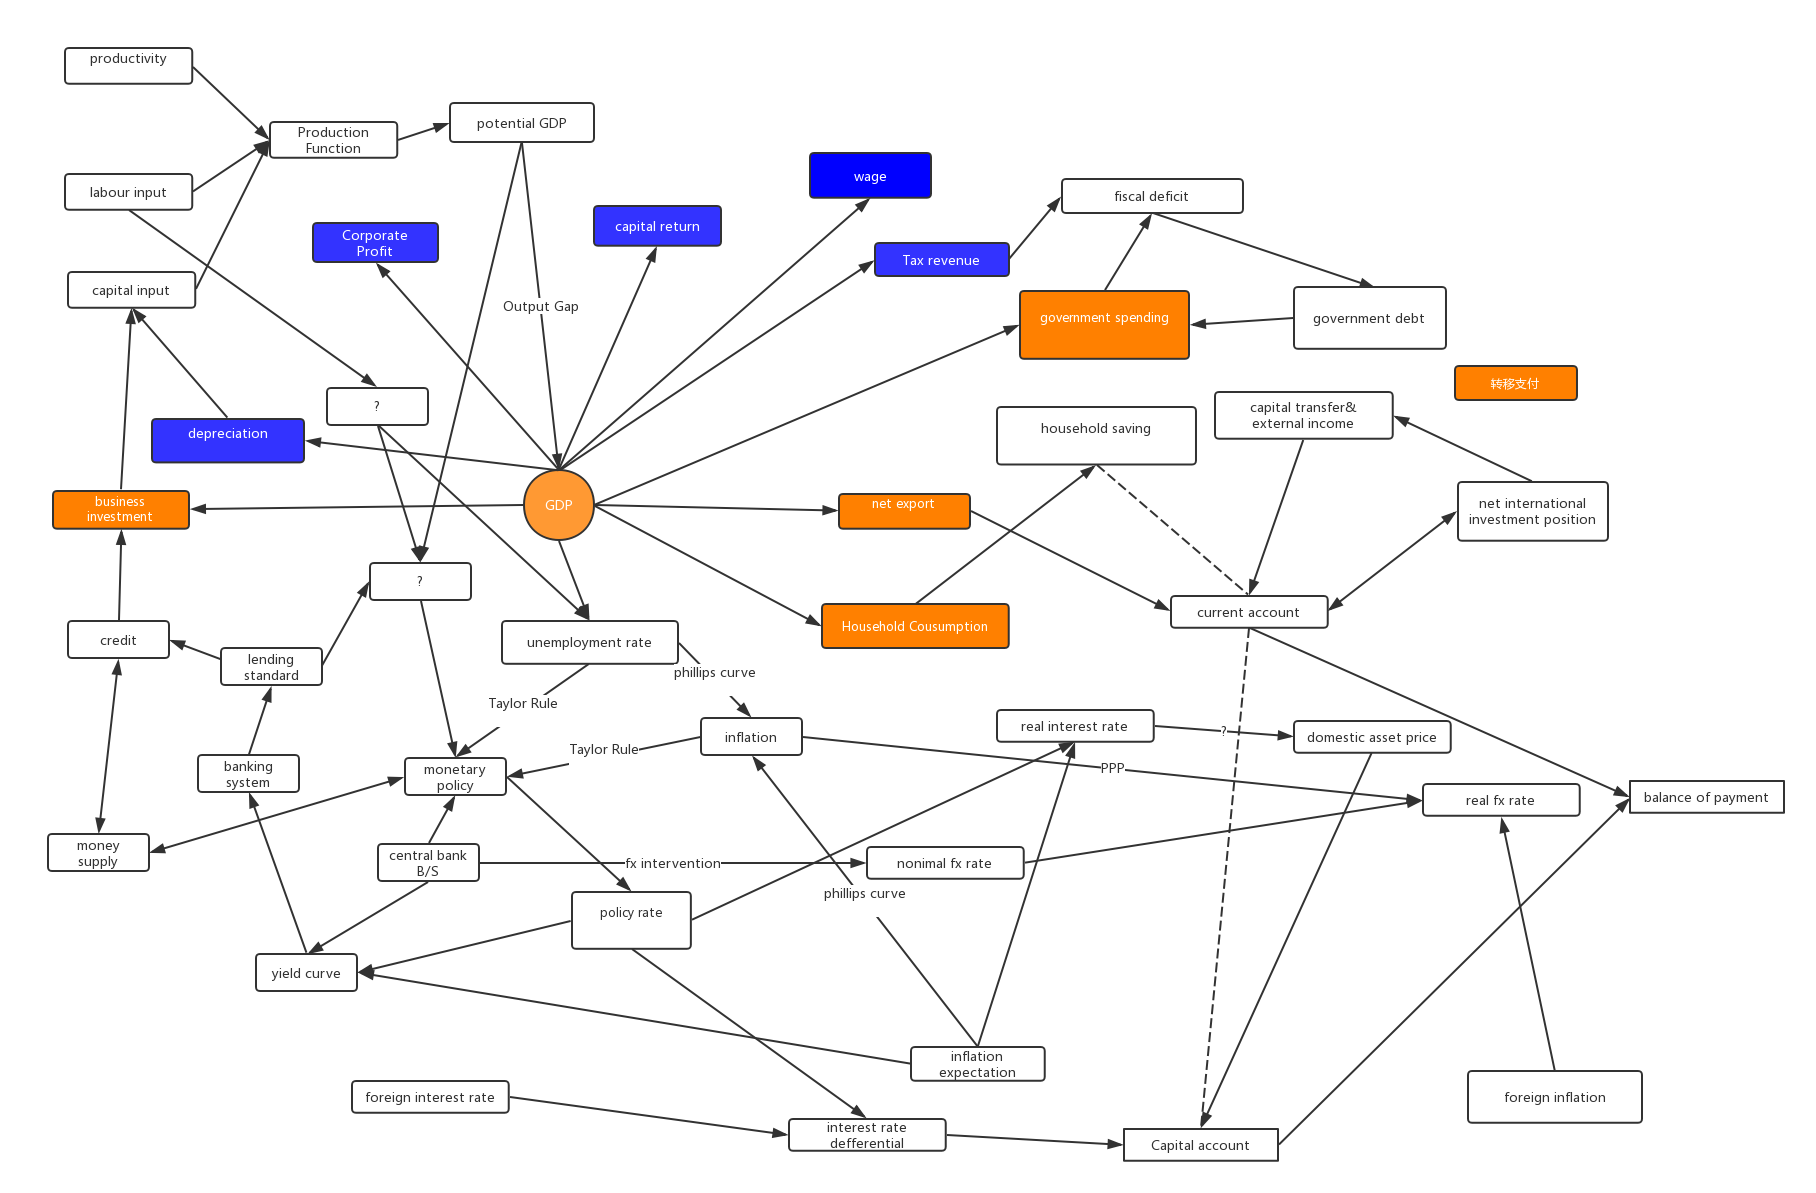 productivity
Production
Function
potential GDP
labour input
wage
fiscal deficit
Corporate
Profit
capital return
Tax revenue
capital input
Output Gap
government spending
government debt
转移支付
?
capital transfer&
external income
depreciation
household saving
business
investment
GDP
net export
net international
investment position
?
current account
credit
unemployment rate
Household Cousumption
lending
standard
phillips curve
Taylor Rule
real interest rate
?
domestic asset price
inflation
Taylor Rule
banking
system
monetary
policy
PPP
real fx rate
balance of payment
money
supply
central bank
B/S
fx intervention
nonimal fx rate
phillips curve
policy rate
yield curve
inflation
expectation
foreign interest rate
foreign inflation
interest rate
defferential
Capital account